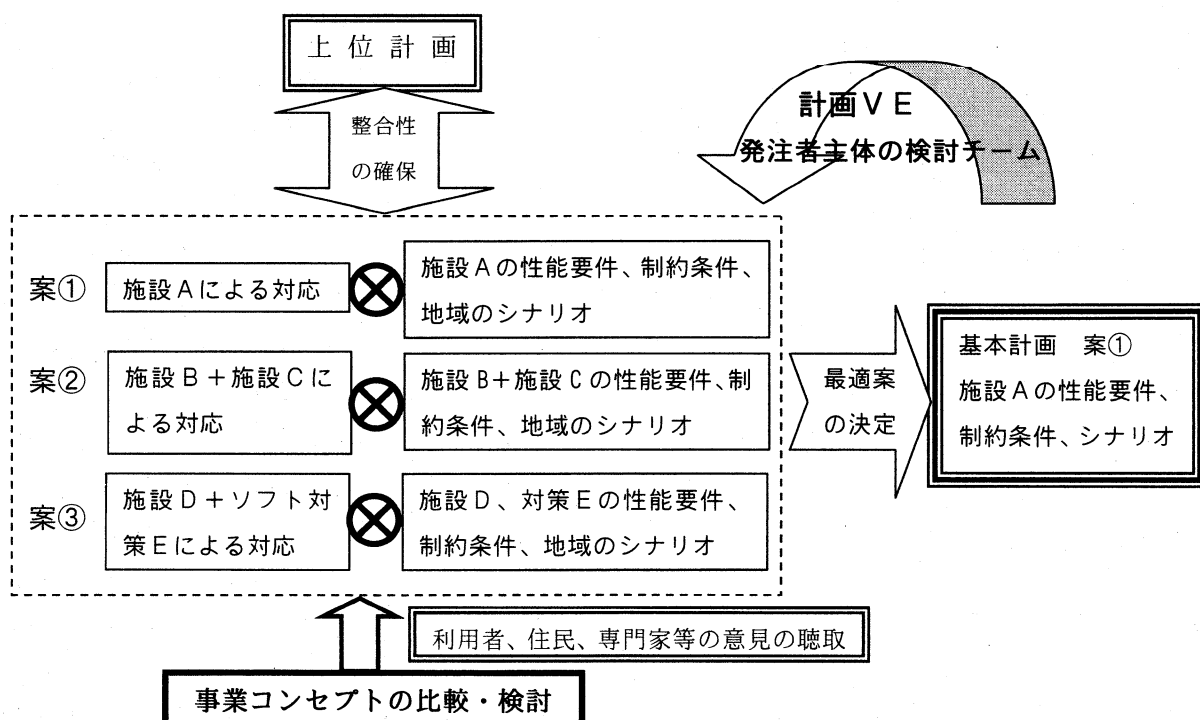 上位計画
整合性
の確保
計画ＶＥ
発注者主体の検討チーム
案①
施設Ａによる対応
施設Ａの性能要件、制約条件、
地域のシナリオ
案②
施設Ｂ＋施設Ｃに
よる対応
施設Ｂ＋施設Ｃの性能要件、制
約条件、地域のシナリオ
案③
施設Ｄ＋ソフト対
策Ｅによる対応
施設Ｄ、対策Ｅの性能要件、
制約条件、地域のシナリオ
最適案
の決定
基本計画　案①
施設Ａの性能要件、
制約条件、シナリオ
利用者、住民、専門家等の意見の聴取
事業コンセプトの比較・検討